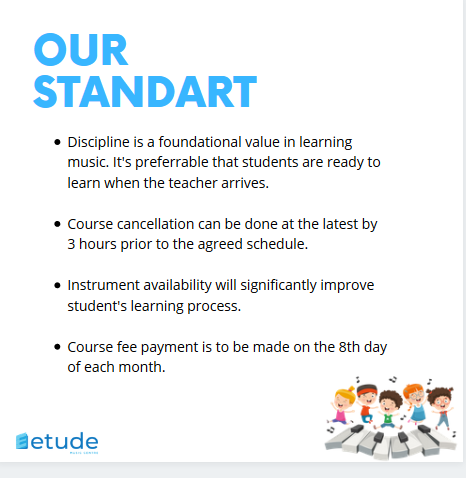 OUR
STANDART
• Discipline is a foundational value in learning
music. It's preferrable that students are ready to
learn when the teacher arrives.
• Course cancellation can be done at the latest by
3 hours prior to the agreed schedule.
• Instrument availability will significantly improve
student's learning process.
• Course fee payment is to be made on the 8th day
of each month.
etude
music centre